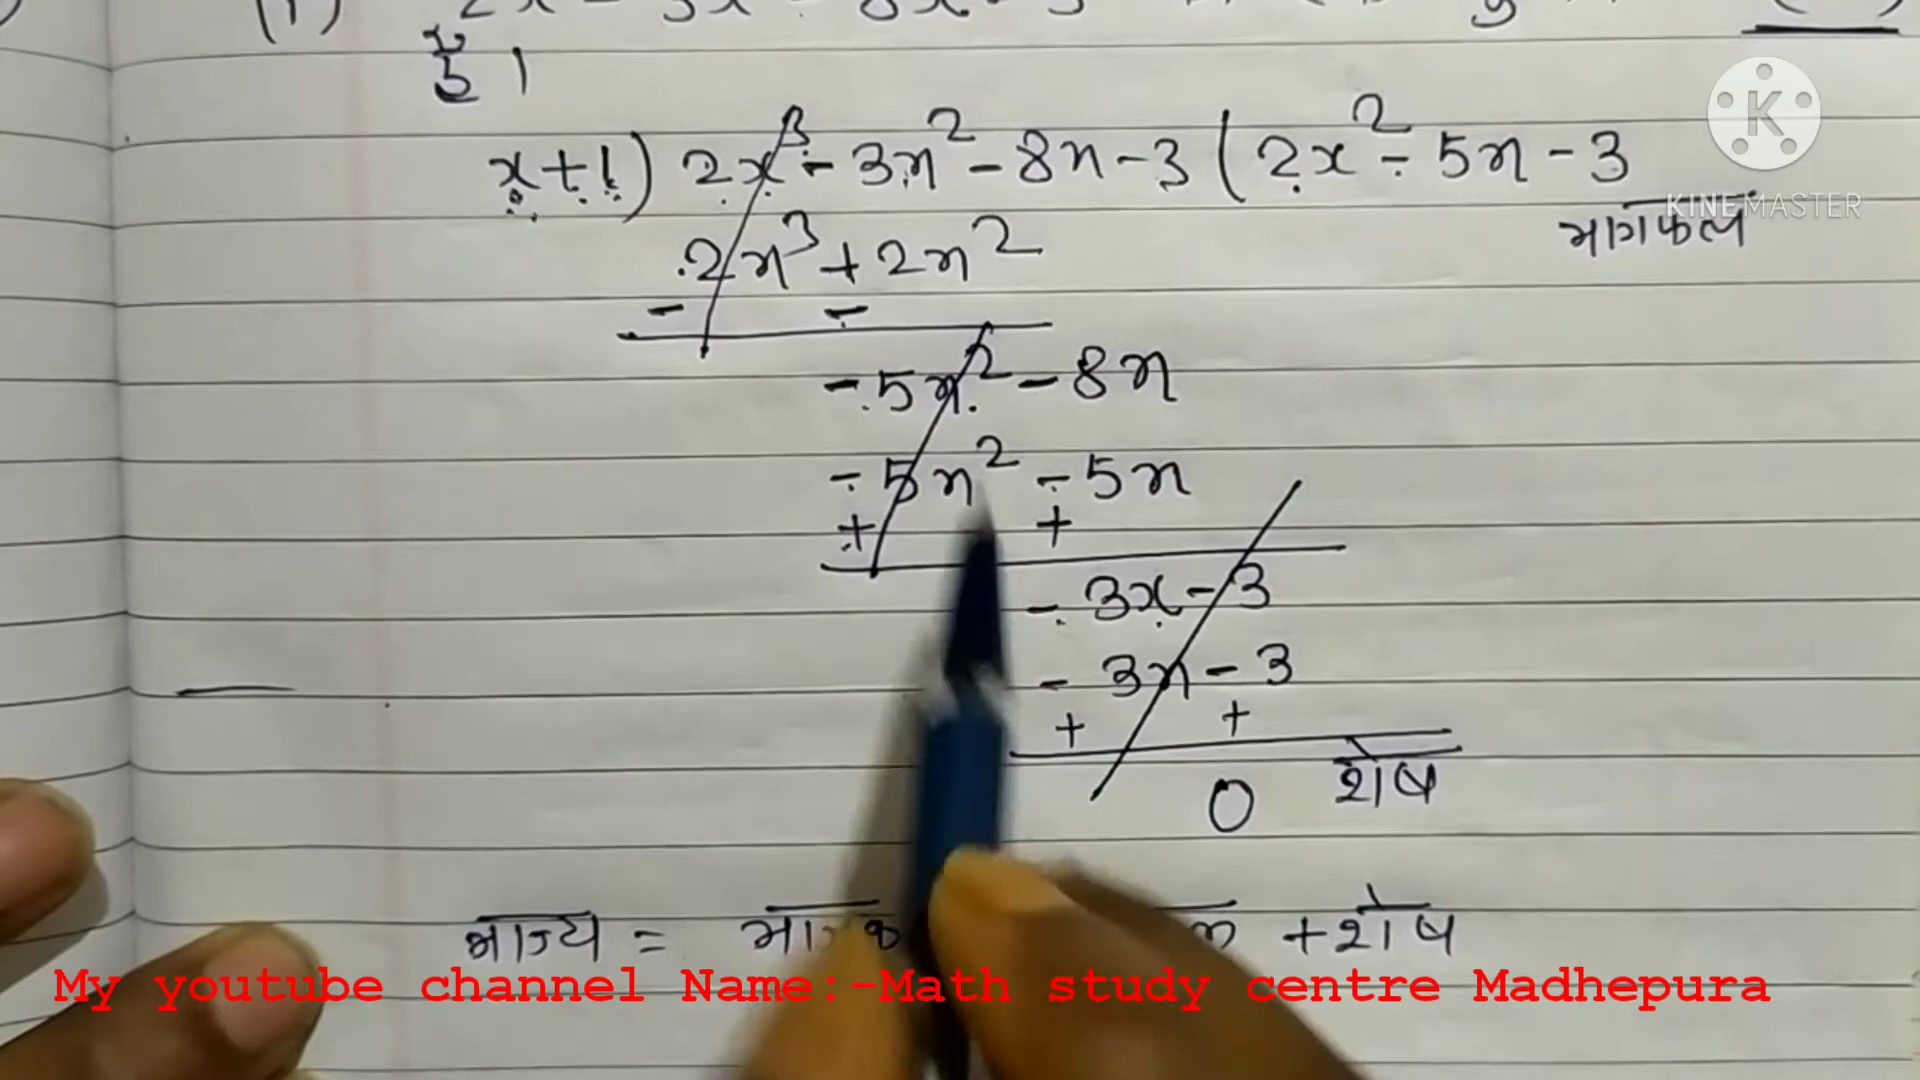 है।
x+1) 2x³-3x²-8x-3 (2x²-5x-3
भागफल
2x³+2x²
- -
-5x²-8x
-5x²-5x
+ +
-3x-3
-3x-3
+ +
0 शेष
भाज्य = + शेष
K
KINEMASTER
My youtube channel Name:-Math study centre Madhepura